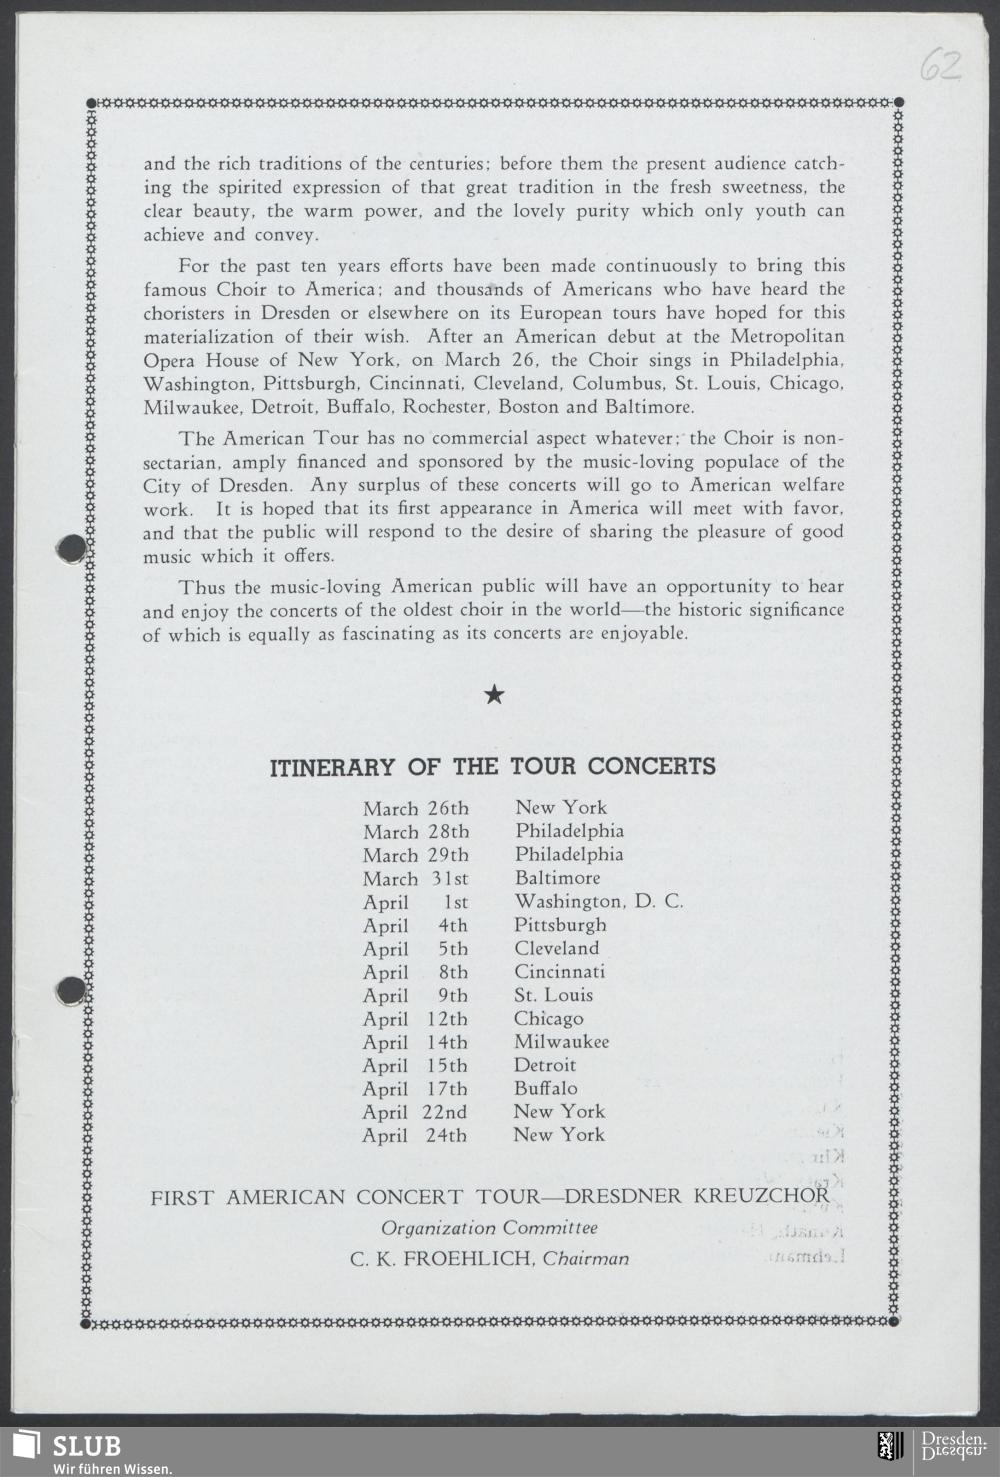 62
and the rich traditions of the centuries; before them the present audience catch-
ing the spirited expression of that great tradition in the fresh sweetness, the
clear beauty, the warm power, and the lovely purity which only youth can
achieve and convey.
For the past ten years efforts have been made continuously to bring this
famous Choir to America; and thousands of Americans who have heard the
choristers in Dresden or elsewhere on its European tours have hoped for this
materialization of their wish. After an American debut at the Metropolitan
Opera House of New York, on March 26, the Choir sings in Philadelphia,
Washington, Pittsburgh, Cincinnati, Cleveland, Columbus, St. Louis, Chicago,
Milwaukee, Detroit, Buffalo, Rochester, Boston and Baltimore.
The American Tour has no commercial aspect whatever; the Choir is non-
sectarian, amply financed and sponsored by the music-loving populace of the
City of Dresden. Any surplus of these concerts will go to American welfare
work. It is hoped that its first appearance in America will meet with favor,
and that the public will respond to the desire of sharing the pleasure of good
music which it offers.
Thus the music-loving American public will have an opportunity to hear
and enjoy the concerts of the oldest choir in the world—the historic significance
of which is equally as fascinating as its concerts are enjoyable.
★
ITINERARY OF THE TOUR CONCERTS
March 26th New York
March 28th Philadelphia
March 29th Philadelphia
March 31st Baltimore
April 1st Washington, D. C.
April 4th Pittsburgh
April 5th Cleveland
April 8th Cincinnati
April 9th St. Louis
April 12th Chicago
April 14th Milwaukee
April 15th Detroit
April 17th Buffalo
April 22nd New York
April 24th New York
FIRST AMERICAN CONCERT TOUR—DRESDNER KREUZCHOR
Organization Committee
C. K. FROEHLICH, Chairman
SLUB
Wir führen Wissen.
Dresden.